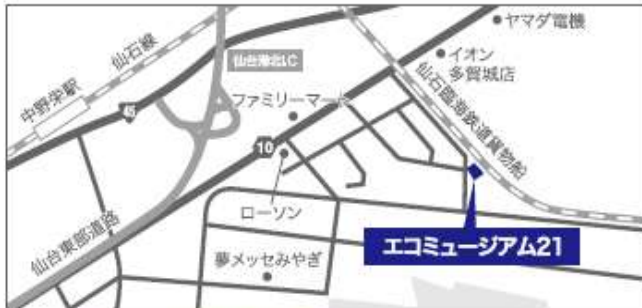 ヤマダ電機
イオン
多賀城店
仙石線
中野栄駅
仙台港北I.C
45
ファミリーマート
10
仙石臨海鉄道貨物船
ローソン
仙台東部道路
エコミュージアム21
夢メッセみやぎ